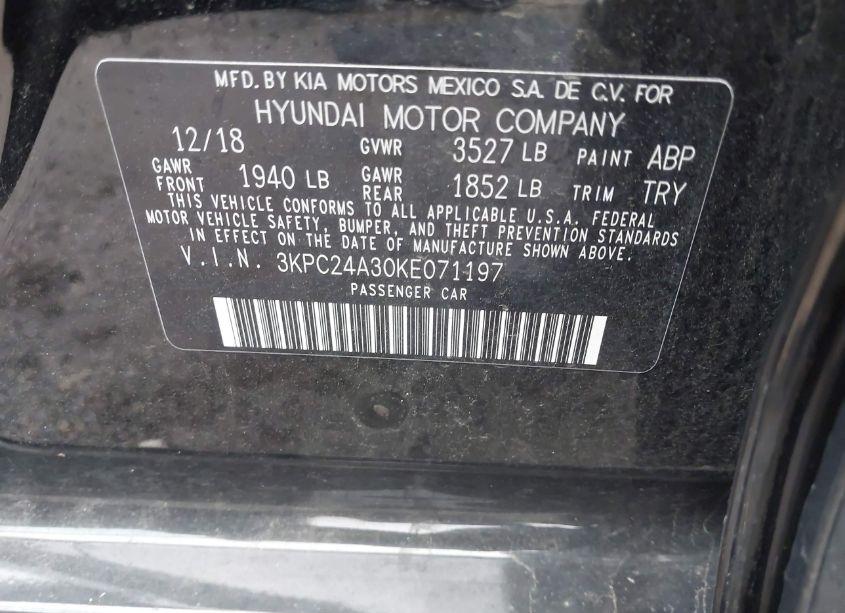 MFD. BY KIA MOTORS MEXICO S.A. DE C.V. FOR
HYUNDAI MOTOR COMPANY
12/18 GVWR 3527 LB PAINT ABP
GAWR FRONT 1940 LB GAWR REAR 1852 LB TRIM TRY
THIS VEHICLE CONFORMS TO ALL APPLICABLE U.S.A. FEDERAL
MOTOR VEHICLE SAFETY, BUMPER, AND THEFT PREVENTION STANDARDS
IN EFFECT ON THE DATE OF MANUFACTURE SHOWN ABOVE.
V.I.N. 3KPC24A30KE071197
PASSENGER CAR